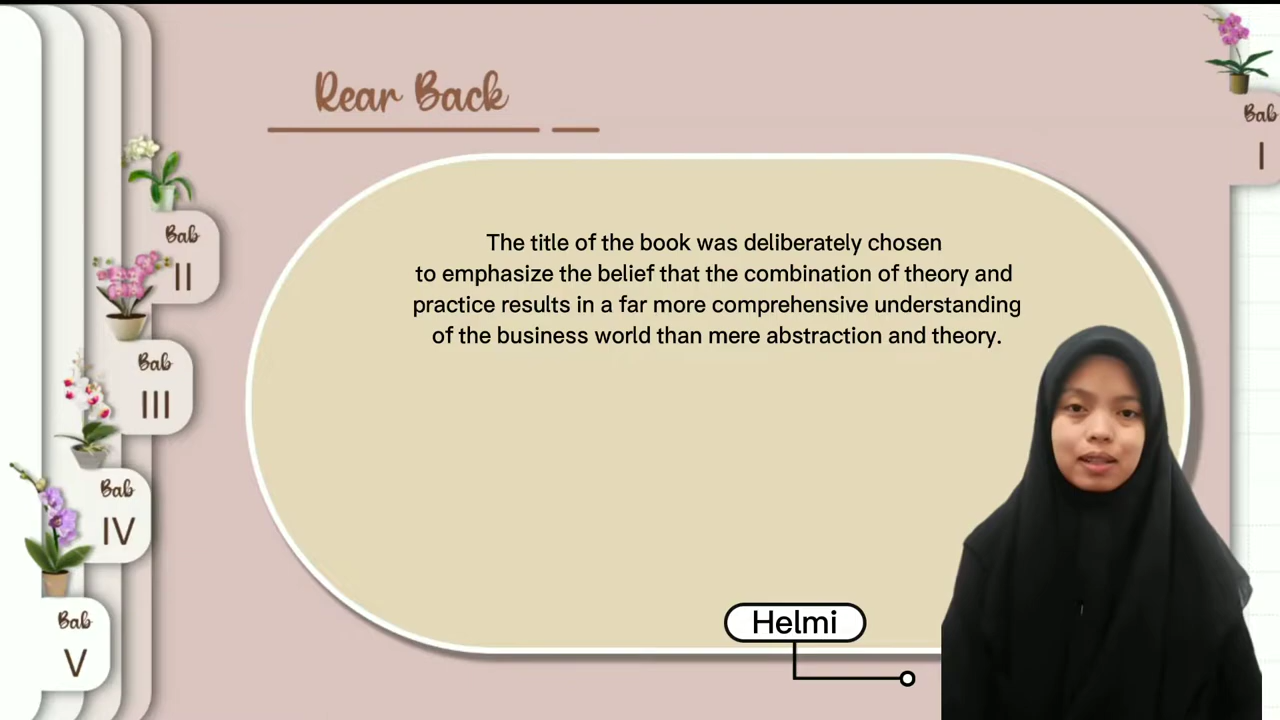 Rear Back
Bab
I
The title of the book was deliberately chosen
to emphasize the belief that the combination of theory and
practice results in a far more comprehensive understanding
of the business world than mere abstraction and theory.
Bab
II
Bab
III
Bab
IV
Bab
V
Helmi